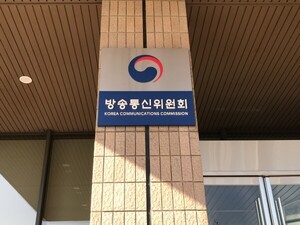 방송통신위원회
KOREA COMMUNICATIONS COMMISSION